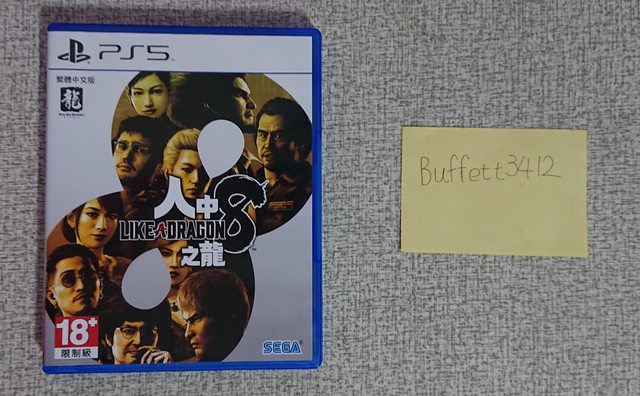 PS5
繁體中文版
龍
人中
LIKE A DRAGON 8
之龍
18+
限制級
SEGA
Buffett3412